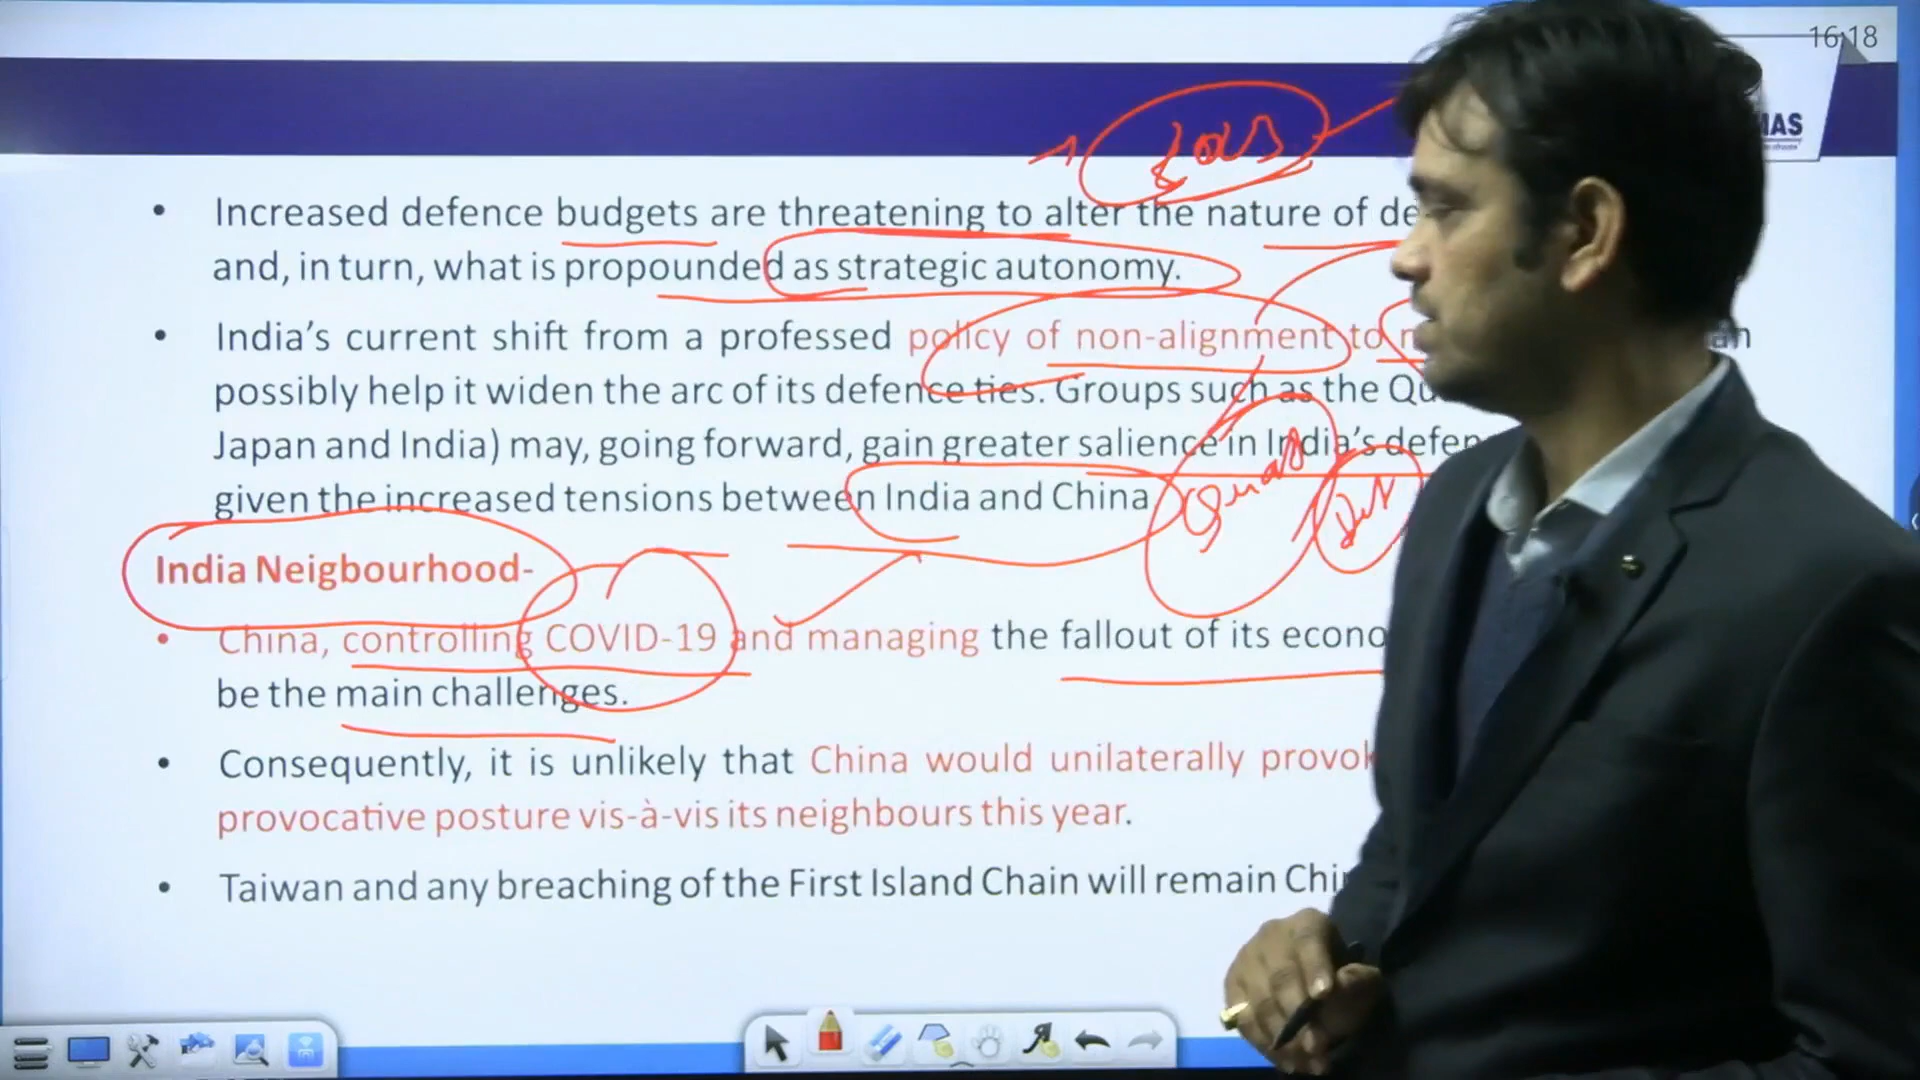 16:18
IAS
• Increased defence budgets are threatening to alter the nature of de
and, in turn, what is propounded as strategic autonomy.
• India’s current shift from a professed policy of non-alignment to
possibly help it widen the arc of its defence ties. Groups such as the Qu
Japan and India) may, going forward, gain greater salience in India’s defen
given the increased tensions between India and China
Quad
India Neigbourhood-
• China, controlling COVID-19 and managing the fallout of its econo
be the main challenges.
• Consequently, it is unlikely that China would unilaterally provok
provocative posture vis-à-vis its neighbours this year.
• Taiwan and any breaching of the First Island Chain will remain Chi